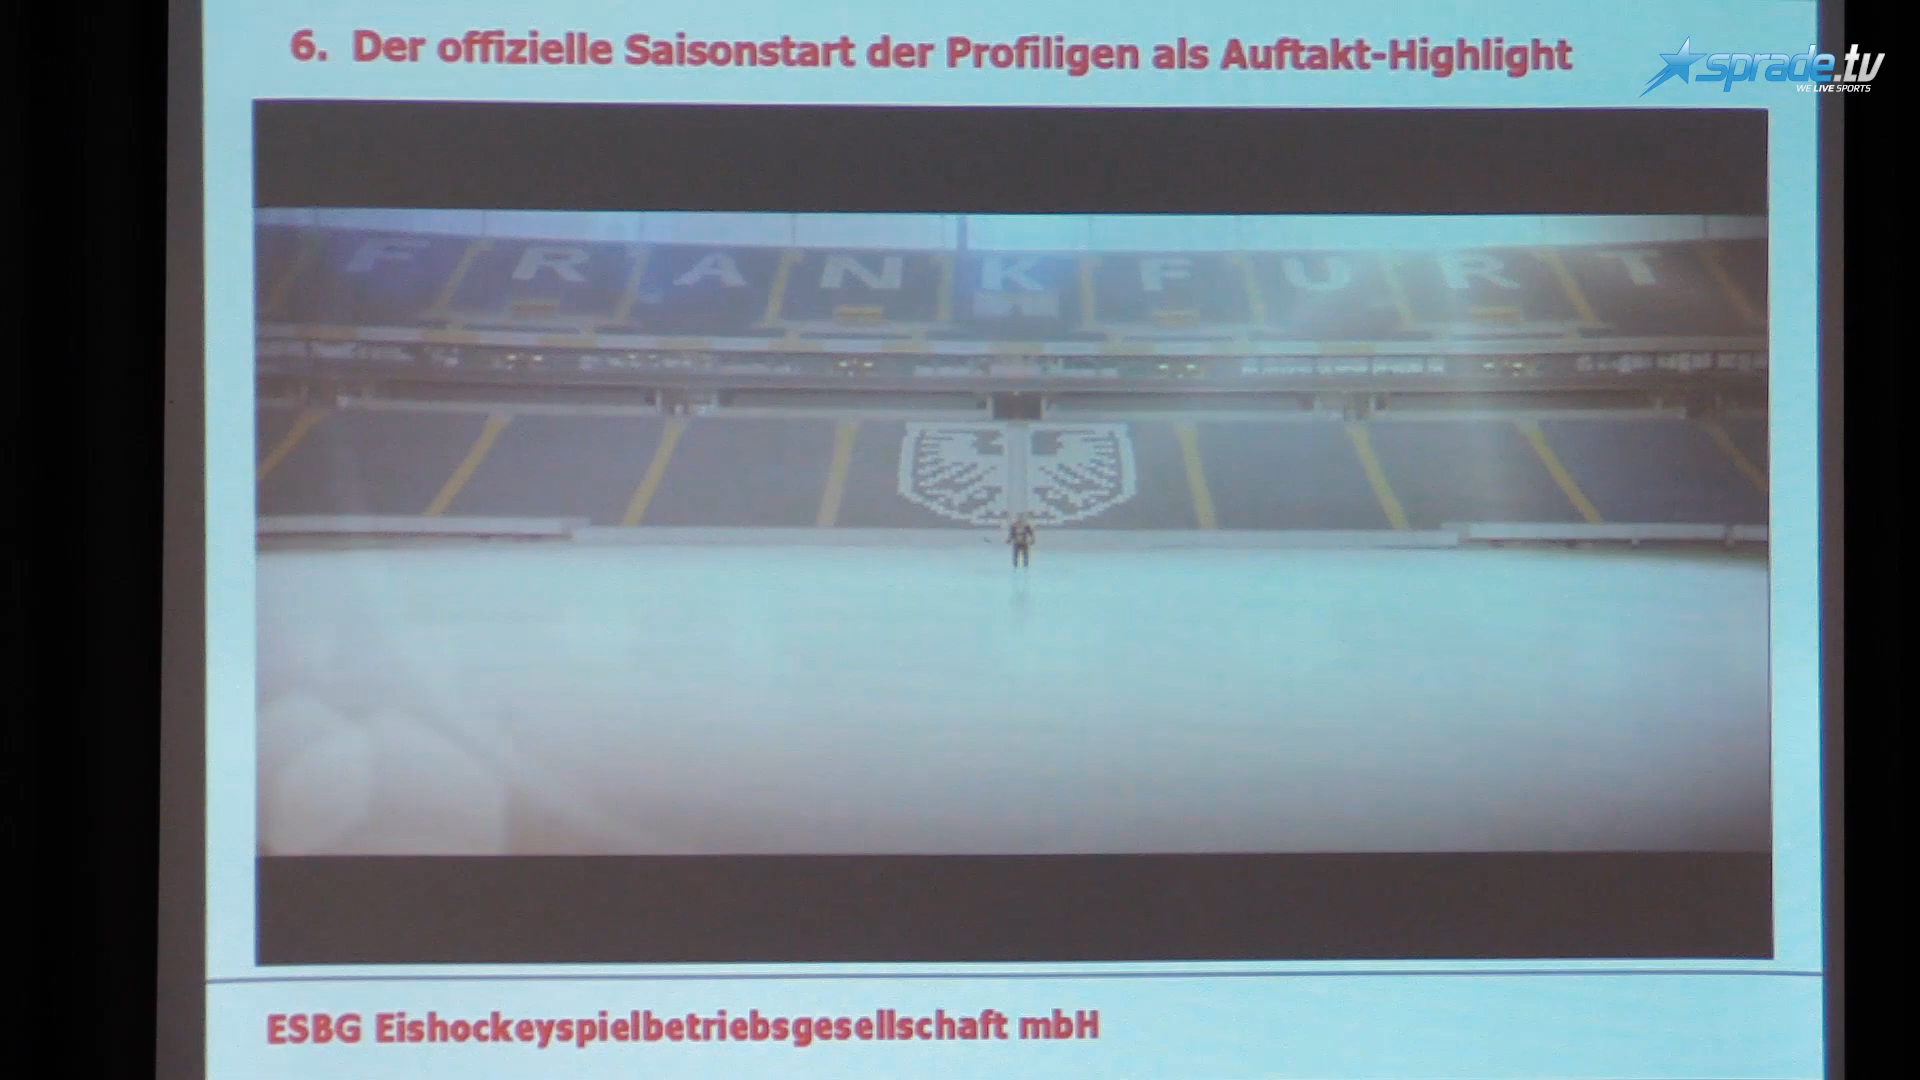 6. Der offizielle Saisonstart der Profiligen als Auftakt-Highlight
sprade.tv
WE LIVE SPORTS
FRANKFURT
ESBG Eishockeyspielbetriebsgesellschaft mbH